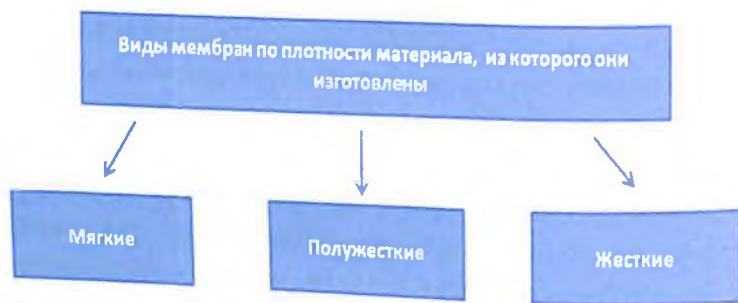 Виды мембран по плотности материала, из которого они
изготовлены
Мягкие
Полужесткие
Жесткие